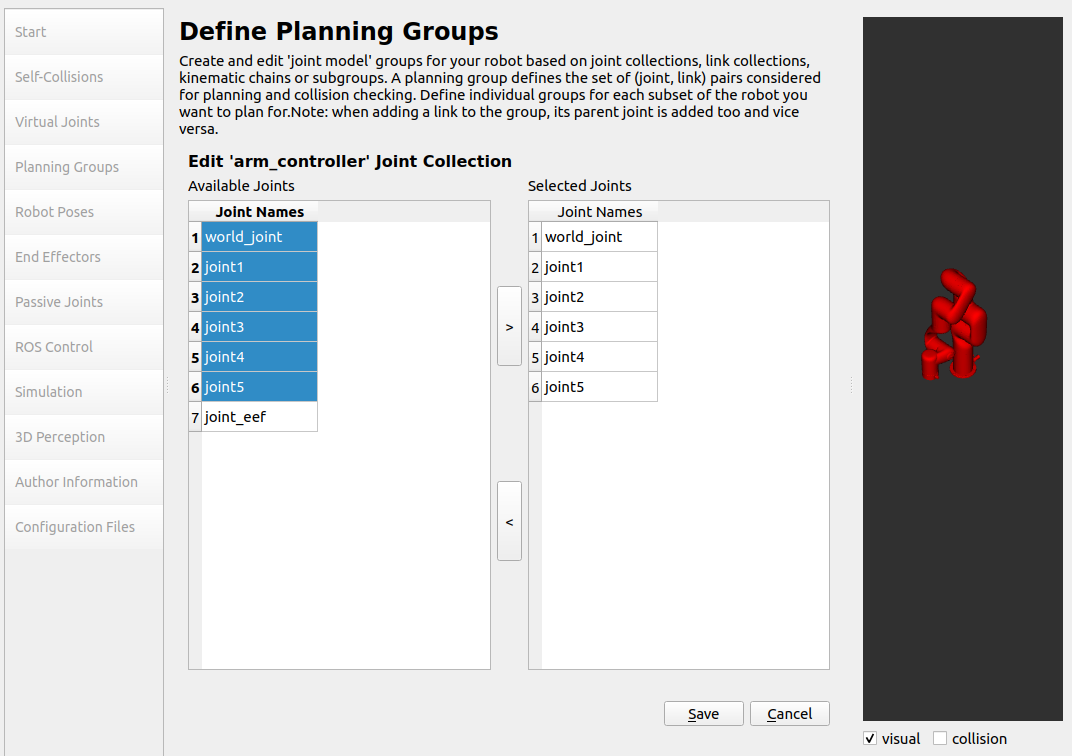 Start
Self-Collisions
Virtual Joints
Planning Groups
Robot Poses
End Effectors
Passive Joints
ROS Control
Simulation
3D Perception
Author Information
Configuration Files
Define Planning Groups
Create and edit 'joint model' groups for your robot based on joint collections, link collections,
kinematic chains or subgroups. A planning group defines the set of (joint, link) pairs considered
for planning and collision checking. Define individual groups for each subset of the robot you
want to plan for.Note: when adding a link to the group, its parent joint is added too and vice
versa.
Edit 'arm_controller' Joint Collection
Available Joints
Joint Names
1 world_joint
2 joint1
3 joint2
4 joint3
5 joint4
6 joint5
7 joint_eef
>
<
Selected Joints
Joint Names
1 world_joint
2 joint1
3 joint2
4 joint3
5 joint4
6 joint5
Save Cancel
visual collision